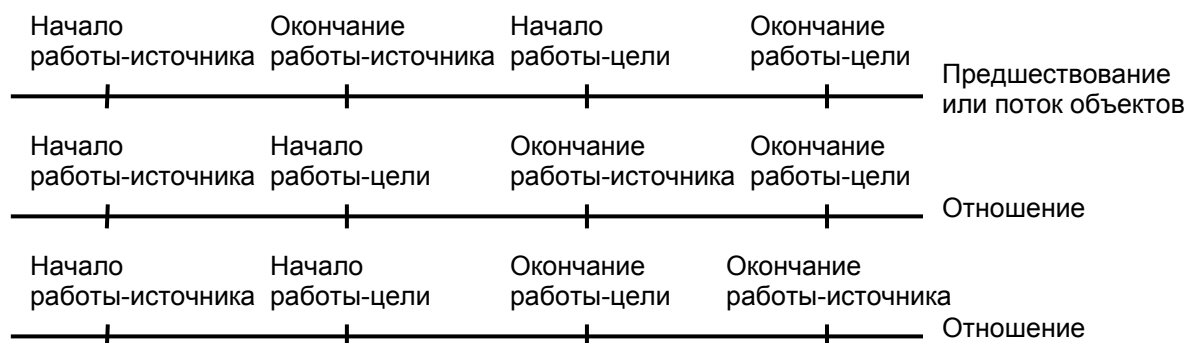 Начало Окончание Начало Окончание
работы-источника работы-источника работы-цели работы-цели
Предшествование
или поток объектов
Начало Начало Окончание Окончание
работы-источника работы-цели работы-источника работы-цели
Отношение
Начало Начало Окончание Окончание
работы-источника работы-цели работы-цели работы-источника
Отношение